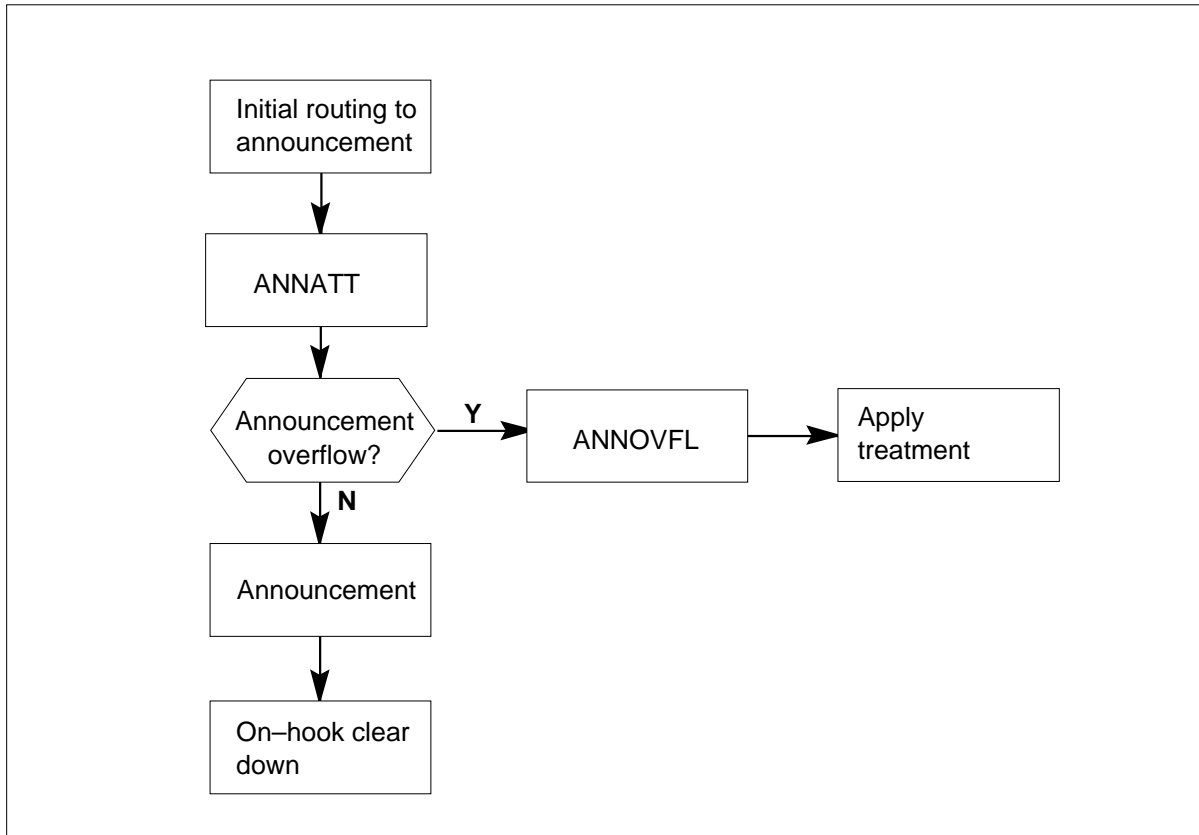 Initial routing to
announcement
ANNATT
Announcement
overflow?
Y
ANNOVFL
Apply
treatment
N
Announcement
On–hook clear
down